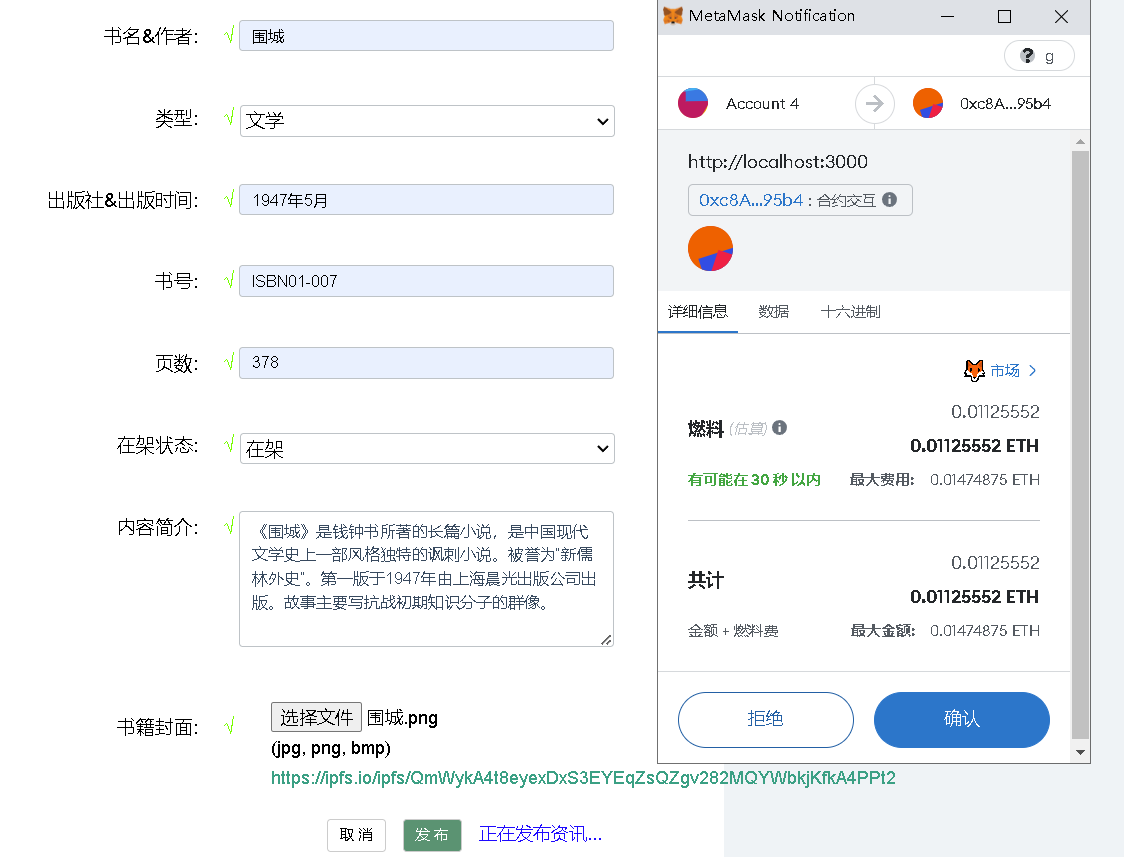 书名&作者: √ 围城
类型: √ 文学
出版社&出版时间: √ 1947年5月
书号: √ ISBN01-007
页数: √ 378
在架状态: √ 在架
内容简介: √ 《围城》是钱钟书所著的长篇小说，是中国现代
文学史上一部风格独特的讽刺小说。被誉为"新儒
林外史"。第一版于1947年由上海晨光出版公司出
版。故事主要写抗战初期知识分子的群像。
书籍封面: √ 选择文件 围城.png
(jpg, png, bmp)
https://ipfs.io/ipfs/QmWykA4t8eyexDxS3EYEqZsQZgv282MQYWbkjKfkA4PPt2
取消 发布 正在发布资讯...
MetaMask Notification
g
Account 4 0xc8A...95b4
http://localhost:3000
0xc8A...95b4 : 合约交互
详细信息 数据 十六进制
市场 >
0.01125552
燃料 (估算) 0.01125552 ETH
有可能在 30 秒 以内 最大费用: 0.01474875 ETH
0.01125552
共计 0.01125552 ETH
金额 + 燃料费 最大金额: 0.01474875 ETH
拒绝 确认